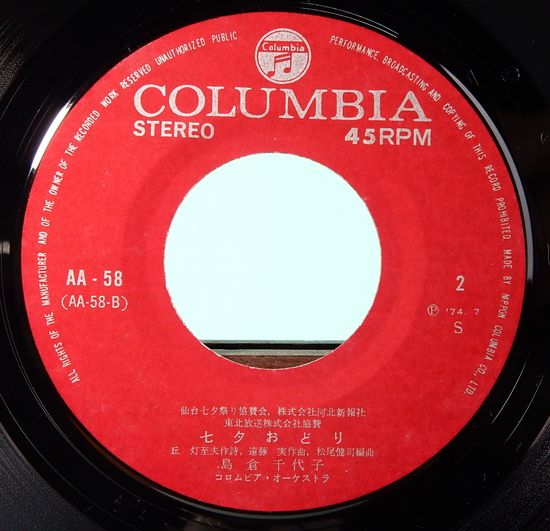 ALL RIGHTS OF THE MANUFACTURER AND OF THE OWNER OF THE RECORDED WORK RESERVED UNAUTHORIZED PUBLIC PERFORMANCE, BROADCASTING AND COPYING OF THIS RECORD PROHIBITED. MADE BY NIPPON COLUMBIA CO., LTD.
Columbia
COLUMBIA
STEREO 45RPM
AA-58
(AA-58-B)
2
Ⓟ '74. 7
S
仙台七夕祭り協賛会, 株式会社河北新報社
東北放送株式会社協賛
七夕おどり
丘 灯至夫作詩, 遠藤 実作曲, 松尾健司編曲
島倉千代子
コロムビア・オーケストラ